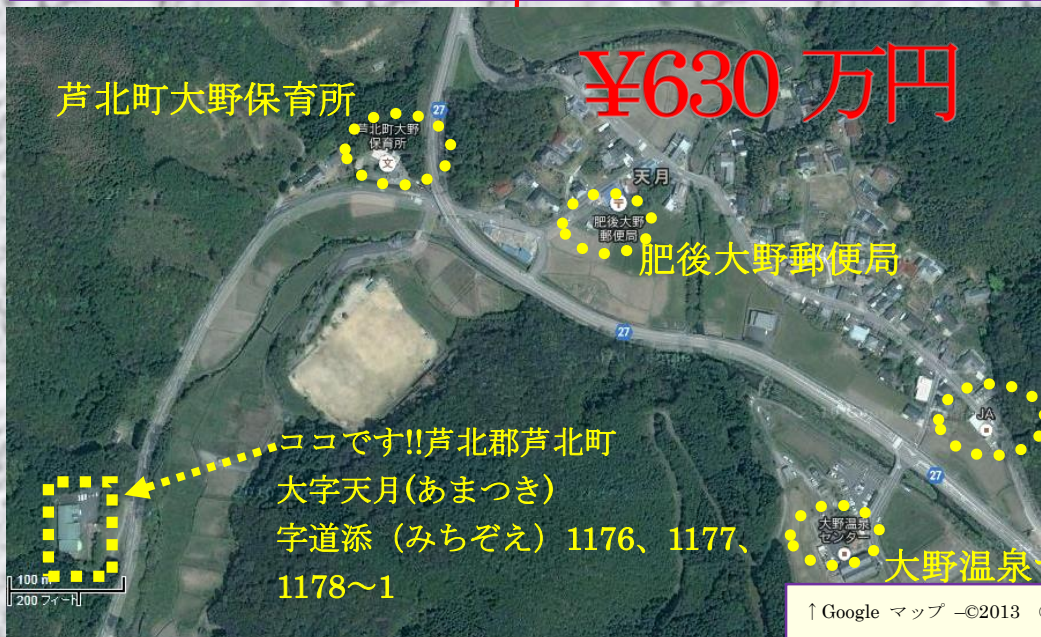 ¥630 万円
芦北町大野保育所
27
芦北町大野
保育所
文
天月
肥後大野
郵便局
肥後大野郵便局
27
JA
ココです!!芦北郡芦北町
大字天月(あまつき)
字道添（みちぞえ）1176、1177、
1178～1
27
大野温泉
センター
大野温泉
100 m
200 フィート
↑Google マップ –©2013